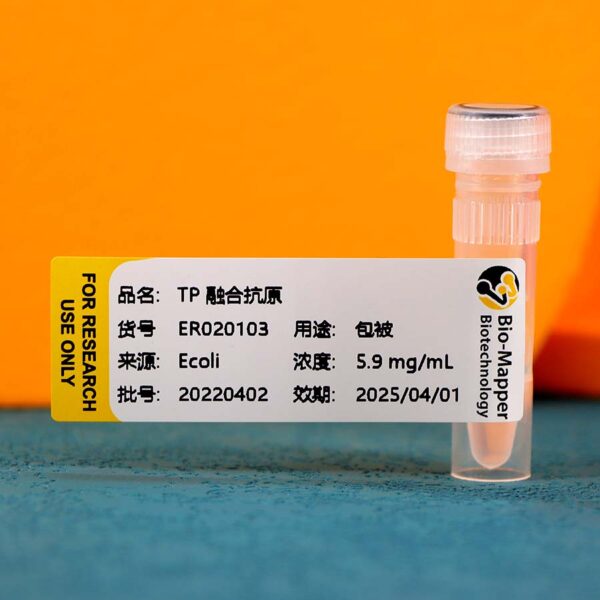 FOR RESEARCH
USE ONLY
品名: TP 融合抗原
货号 ER020103 用途: 包被
来源: Ecoli 浓度: 5.9 mg/mL
批号: 20220402 效期: 2025/04/01
Bio-Mapper
Biotechnology